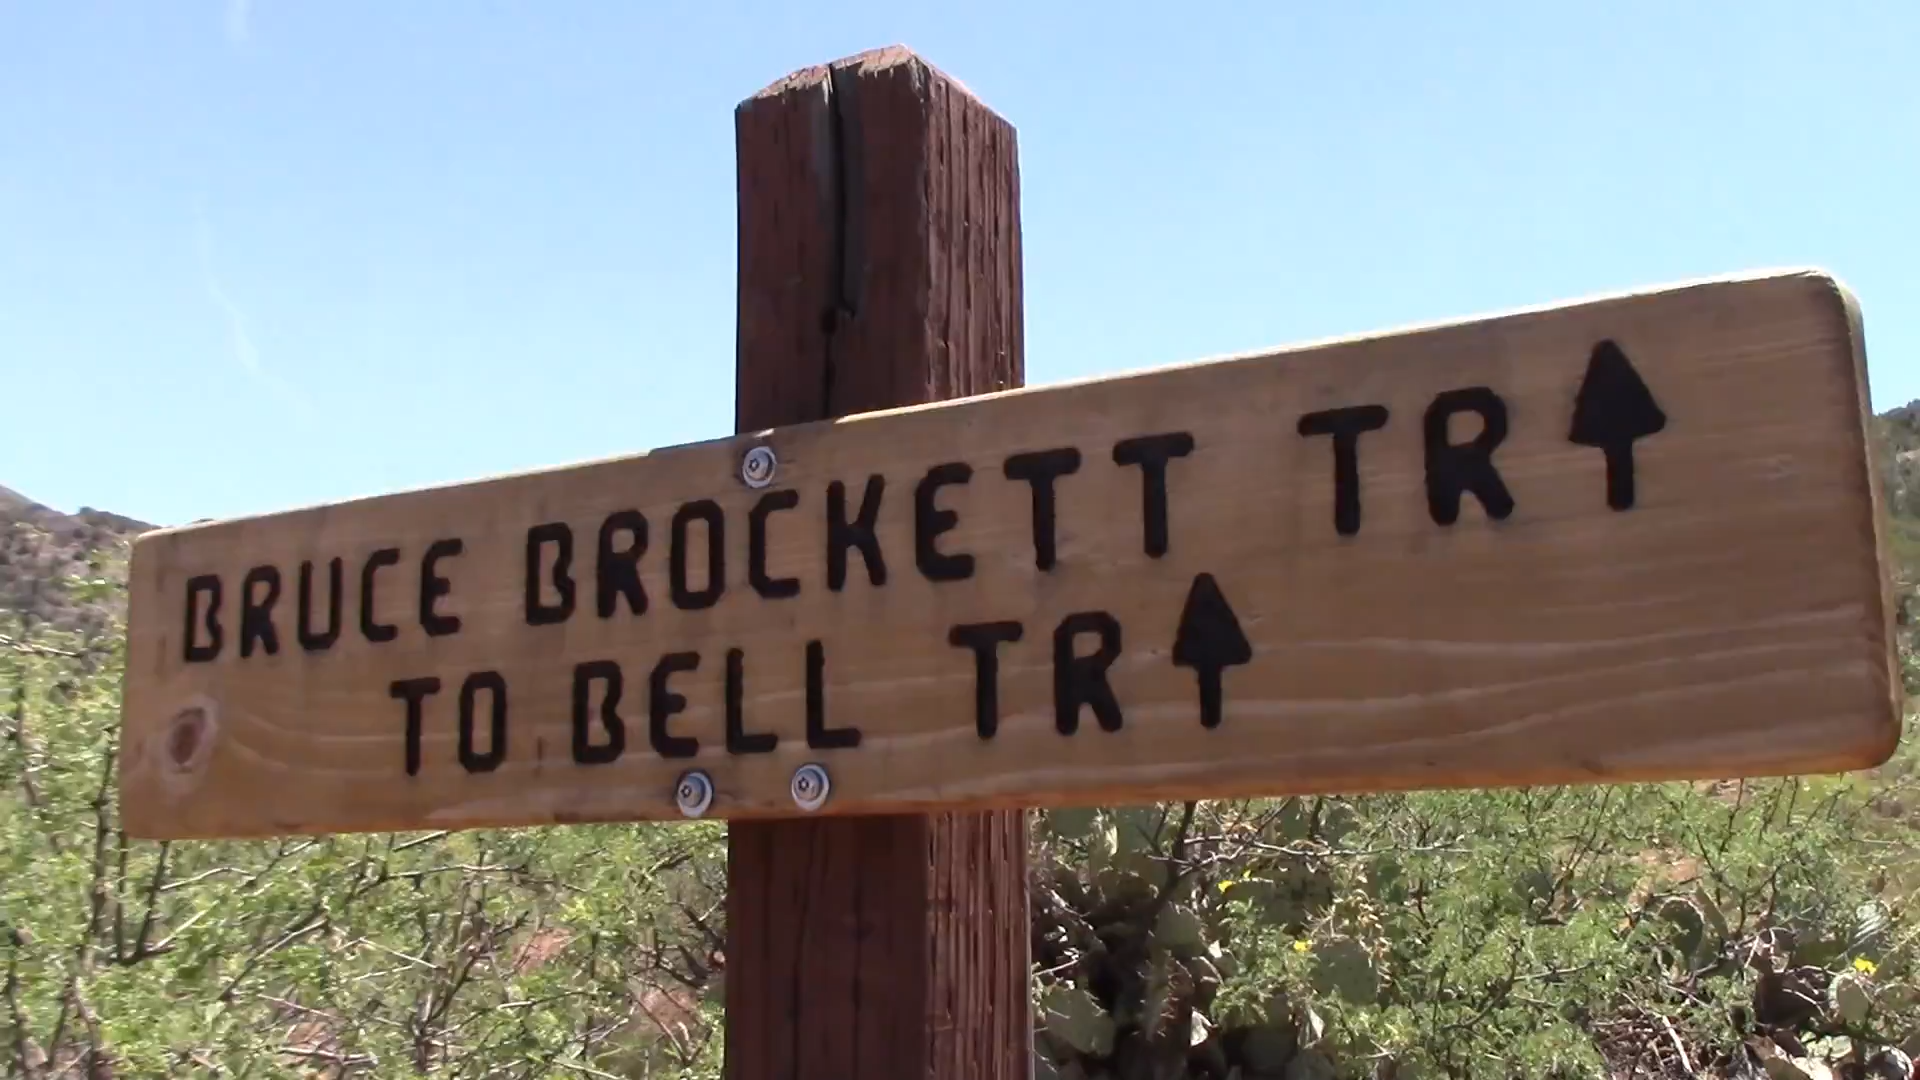 BRUCE BROCKETT TR ↑
TO BELL TR ↑